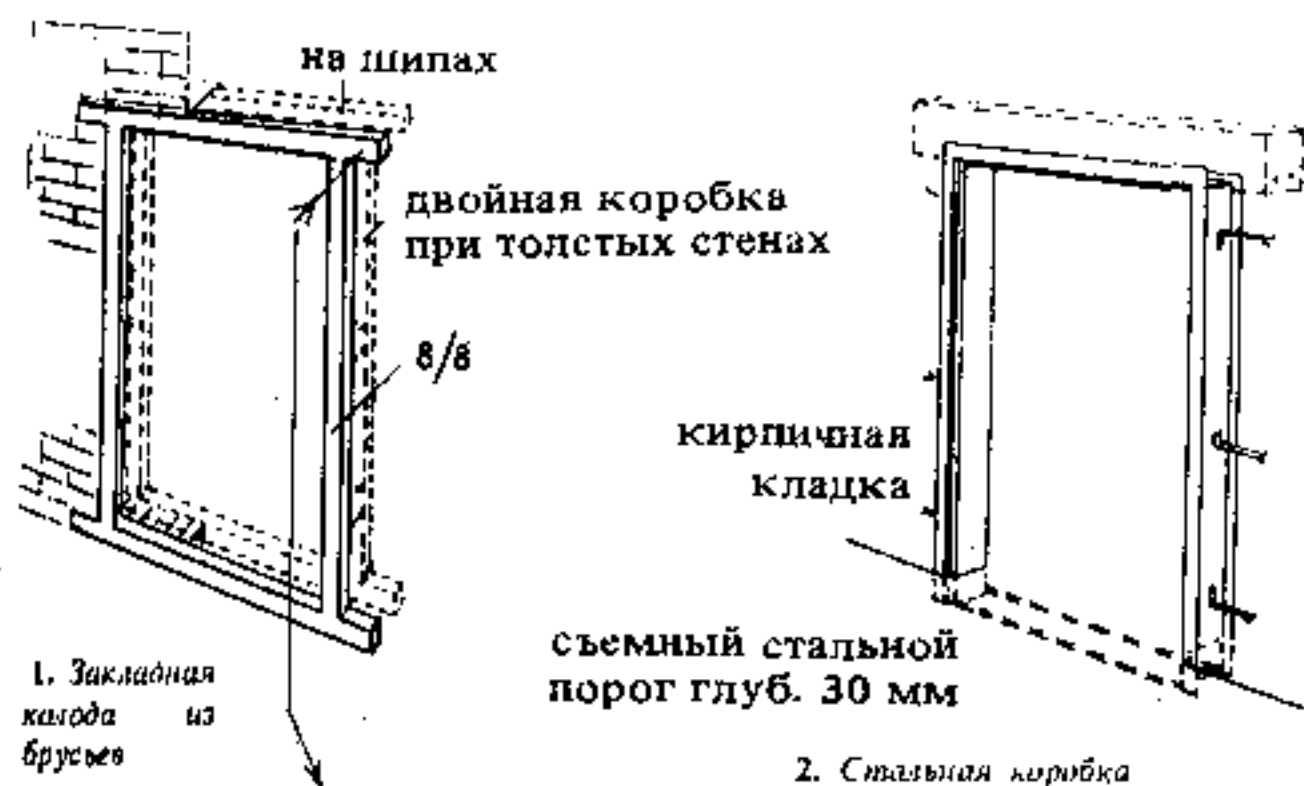 на шипах
двойная коробка
при толстых стенах
8/8
кирпичная
кладка
съемный стальной
порог глуб. 30 мм
1. Закладная
колода из
брусьев
2. Стальная коробка